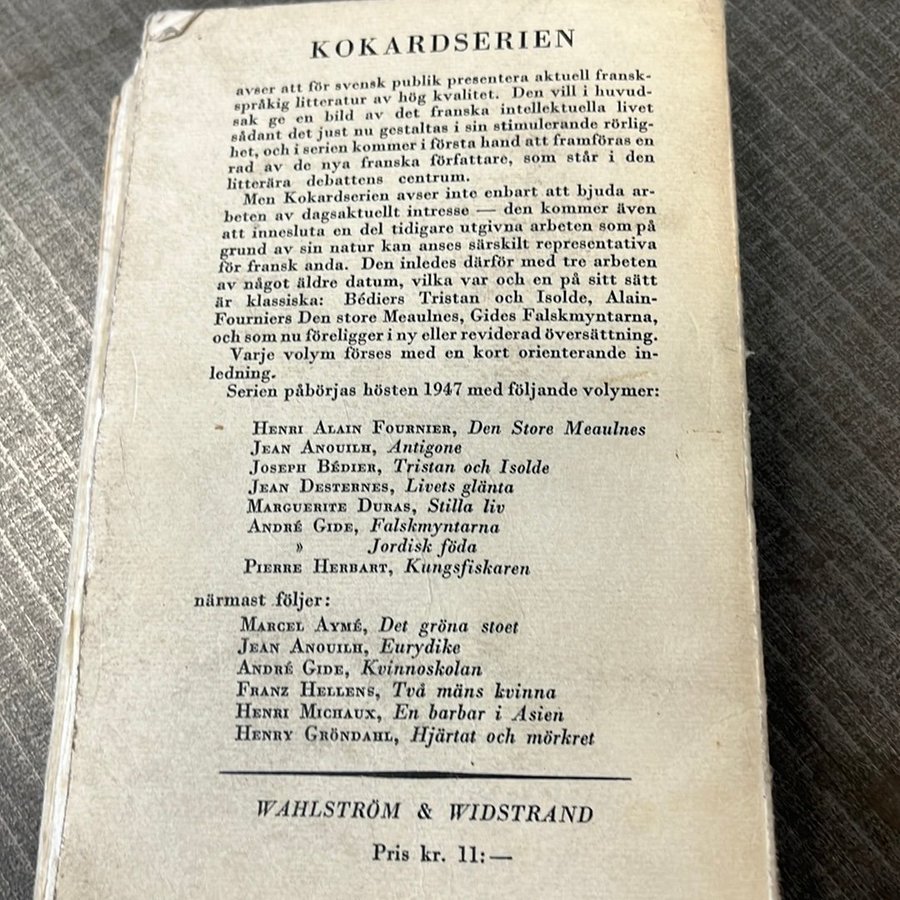 KOKARDSERIEN
avser att för svensk publik presentera aktuell fransk-
språkig litteratur av hög kvalitet. Den vill i huvud-
sak ge en bild av det franska intellektuella livet
sådant det just nu gestaltas i sin stimulerande rörlig-
het, och i serien kommer i första hand att framföras en
rad av de nya franska författare, som står i den
litterära debattens centrum.
Men Kokardserien avser inte enbart att bjuda ar-
beten av dagsaktuellt intresse — den kommer även
att innesluta en del tidigare utgivna arbeten som på
grund av sin natur kan anses särskilt representativa
för fransk anda. Den inledes därför med tre arbeten
av något äldre datum, vilka var och en på sitt sätt
är klassiska: Bédiers Tristan och Isolde, Alain-
Fourniers Den store Meaulnes, Gides Falskmyntarna,
och som nu föreligger i ny eller reviderad översättning.
Varje volym förses med en kort orienterande in-
ledning.
Serien påbörjas hösten 1947 med följande volymer:
HENRI ALAIN FOURNIER, Den Store Meaulnes
JEAN ANOUILH, Antigone
JOSEPH BÉDIER, Tristan och Isolde
JEAN DESTERNES, Livets glänta
MARGUERITE DURAS, Stilla liv
ANDRÉ GIDE, Falskmyntarna
» Jordisk föda
PIERRE HERBART, Kungsfiskaren
närmast följer:
MARCEL AYMÉ, Det gröna stoet
JEAN ANOUILH, Eurydike
ANDRÉ GIDE, Kvinnoskolan
FRANZ HELLENS, Två mäns kvinna
HENRI MICHAUX, En barbar i Asien
HENRY GRÖNDAHL, Hjärtat och mörkret
WAHLSTRÖM & WIDSTRAND
Pris kr. 11:—